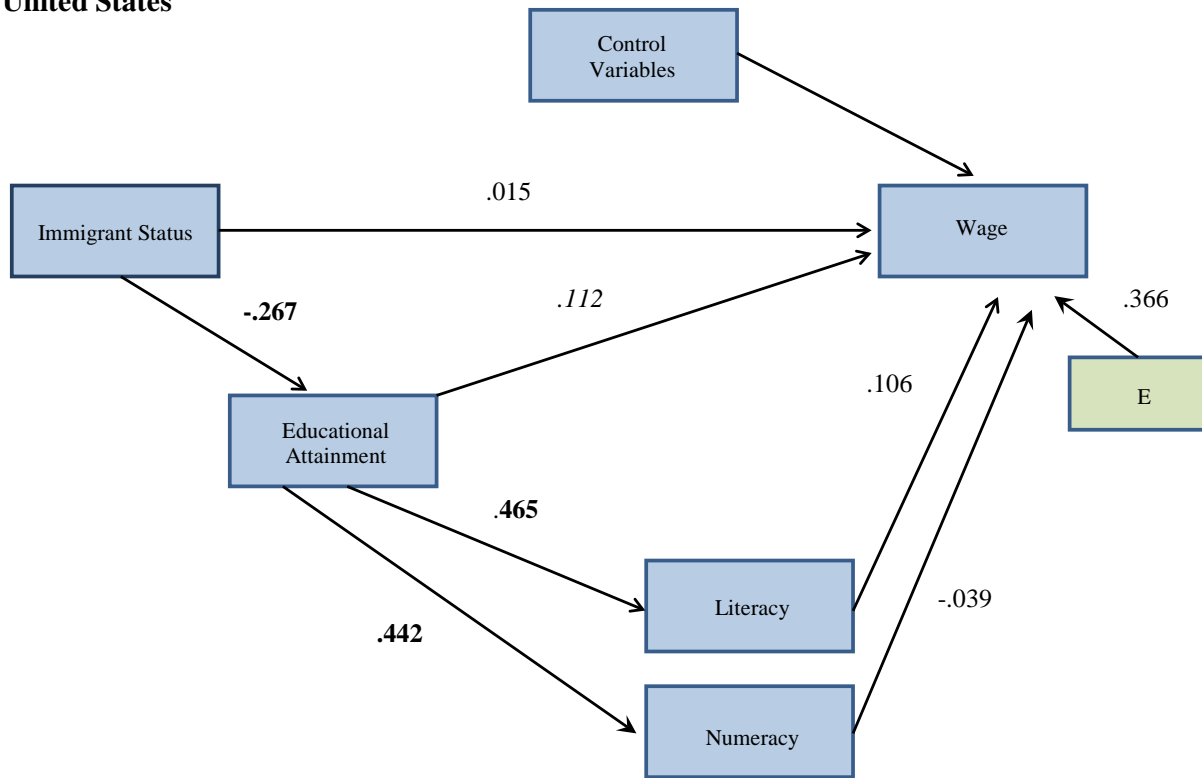 United States
Control
Variables
.015
Immigrant Status
Wage
-.267
.112
.366
.106
E
Educational
Attainment
.465
-.039
Literacy
.442
Numeracy